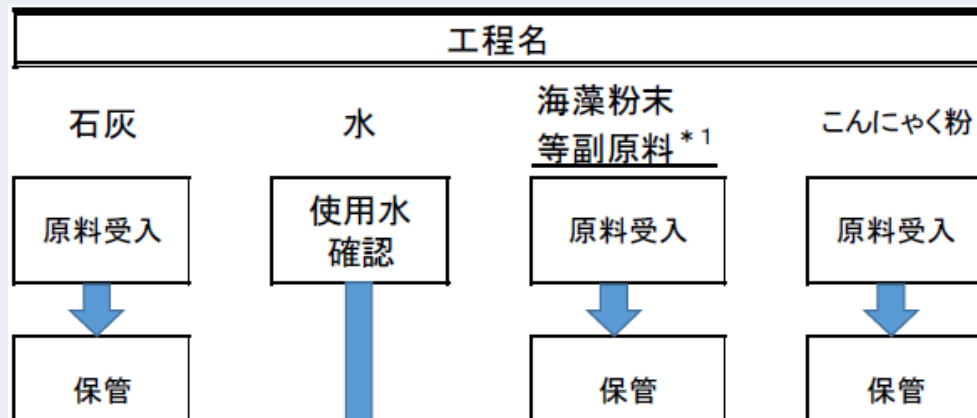 工程名
石灰
水
海藻粉末
等副原料*1
こんにゃく粉
原料受入
使用水
確認
原料受入
原料受入
保管
保管
保管